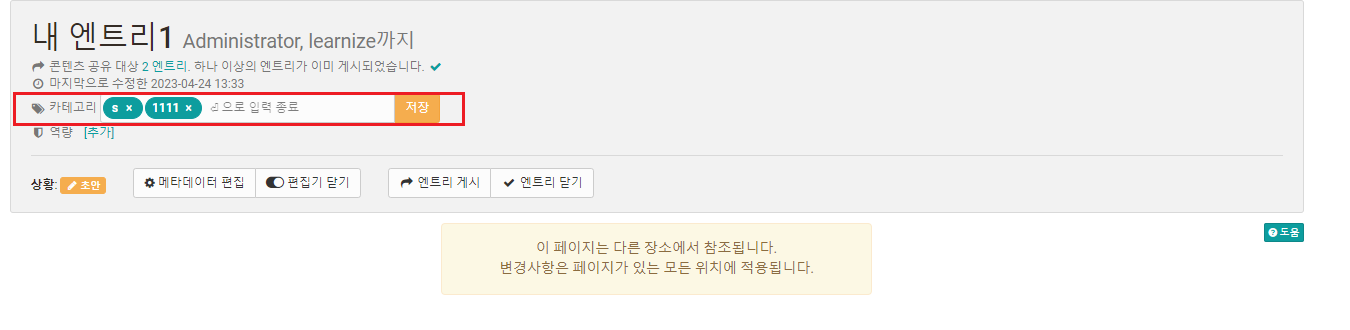 내 엔트리1 Administrator, learnize까지
콘텐츠 공유 대상 2 엔트리. 하나 이상의 엔트리가 이미 게시되었습니다.
마지막으로 수정한 2023-04-24 13:33
카테고리 s × 1111 × ⏎으로 입력 종료 저장
역량 [추가]
상황: 초안 메타데이터 편집 편집기 닫기 엔트리 게시 엔트리 닫기
도움
이 페이지는 다른 장소에서 참조됩니다.
변경사항은 페이지가 있는 모든 위치에 적용됩니다.